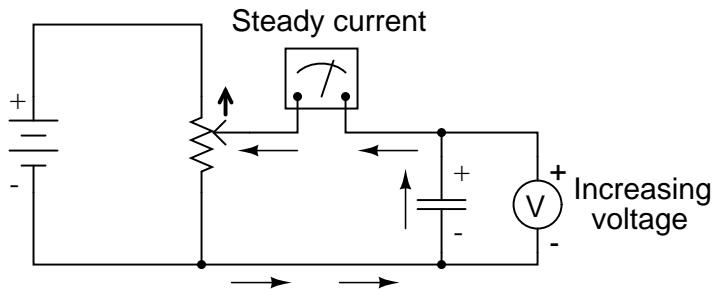 Steady current
+
-
+
-
V
+
-
Increasing
voltage